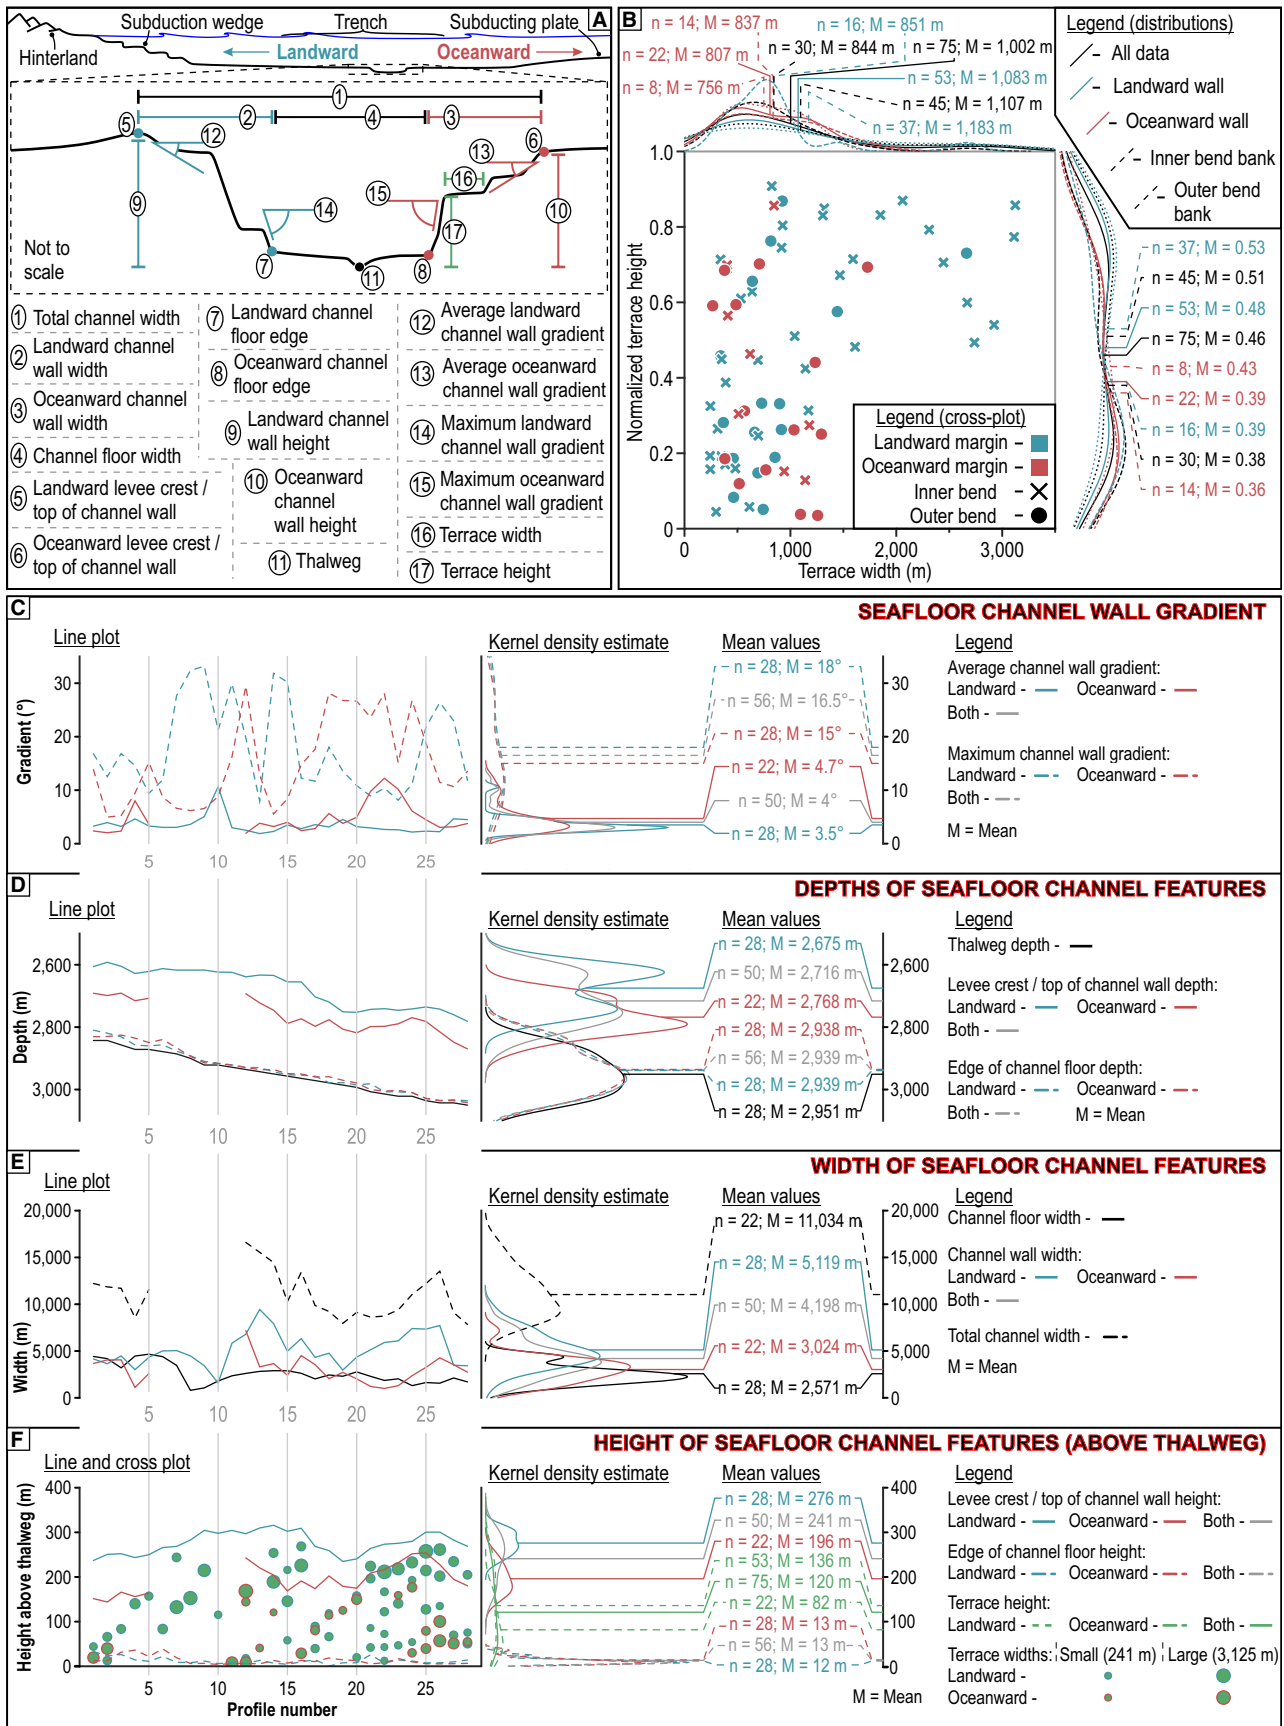 A
Subduction wedge
Trench
Subducting plate
Hinterland
Landward
Oceanward
1
2
4
3
5
12
6
13
16
15
14
9
17
10
7
11
8
Not to
scale
1 Total channel width
2 Landward channel
wall width
3 Oceanward channel
wall width
4 Channel floor width
5 Landward levee crest /
top of channel wall
6 Oceanward levee crest /
top of channel wall
7 Landward channel
floor edge
8 Oceanward channel
floor edge
9 Landward channel
wall height
10 Oceanward
channel
wall height
11 Thalweg
12 Average landward
channel wall gradient
13 Average oceanward
channel wall gradient
14 Maximum landward
channel wall gradient
15 Maximum oceanward
channel wall gradient
16 Terrace width
17 Terrace height
B
n = 14; M = 837
n = 16; M = 851
n = 22; M = 807
n = 30; M = 844
n = 75; M = 1,002 m
n = 8; M = 756 m
n = 53; M = 1,083 m
n = 45; M = 1,107 m
n = 37; M = 1,183 m
Legend (distributions)
All data
Landward wall
Oceanward wall
Inner bend bank
Outer bend
bank
1.0
0.8
0.6
0.4
0.2
0
Normalized terrace height
0
1,000
2,000
3,000
Terrace width (m)
Legend (cross-plot)
Landward margin -
Oceanward margin -
Inner bend -
Outer bend -
n = 37; M = 0.53
n = 45; M = 0.51
n = 53; M = 0.48
n = 75; M = 0.46
n = 8; M = 0.43
n = 22; M = 0.39
n = 16; M = 0.39
n = 30; M = 0.38
n = 14; M = 0.36
C
SEAFLOOR CHANNEL WALL GRADIENT
Line plot
Kernel density estimate
Mean values
Legend
Gradient (°)
30
20
10
0
5
10
15
20
25
n = 28; M = 18°
n = 56; M = 16.5°
n = 28; M = 15°
n = 22; M = 4.7°
n = 50; M = 4°
n = 28; M = 3.5°
30
20
10
0
Average channel wall gradient:
Landward - Oceanward -
Both -
Maximum channel wall gradient:
Landward - Oceanward -
Both -
M = Mean
D
DEPTHS OF SEAFLOOR CHANNEL FEATURES
Line plot
Kernel density estimate
Mean values
Legend
Depth (m)
2,600
2,800
3,000
5
10
15
20
25
n = 28; M = 2,675 m
n = 50; M = 2,716 m
n = 22; M = 2,768 m
n = 28; M = 2,938 m
n = 56; M = 2,939 m
n = 28; M = 2,939 m
n = 28; M = 2,951 m
2,600
2,800
3,000
Thalweg depth -
Levee crest / top of channel wall depth:
Landward - Oceanward -
Both -
Edge of channel floor depth:
Landward - Oceanward -
Both - M = Mean
E
WIDTH OF SEAFLOOR CHANNEL FEATURES
Line plot
Kernel density estimate
Mean values
Legend
Width (m)
20,000
15,000
10,000
5,000
0
5
10
15
20
25
n = 22; M = 11,034 m
n = 28; M = 5,119 m
n = 50; M = 4,198 m
n = 22; M = 3,024 m
n = 28; M = 2,571 m
20,000
15,000
10,000
5,000
0
Channel floor width -
Channel wall width:
Landward - Oceanward -
Both -
Total channel width -
M = Mean
F
HEIGHT OF SEAFLOOR CHANNEL FEATURES (ABOVE THALWEG)
Line and cross plot
Kernel density estimate
Mean values
Legend
Height above thalweg (m)
400
300
200
100
0
5
10
15
20
25
Profile number
n = 28; M = 276 m
n = 50; M = 241 m
n = 22; M = 196 m
n = 53; M = 136 m
n = 75; M = 120 m
n = 22; M = 82 m
n = 28; M = 13 m
n = 56; M = 13 m
n = 28; M = 12 m
M = Mean
400
300
200
100
0
Levee crest / top of channel wall height:
Landward - Oceanward - Both -
Edge of channel floor height:
Landward - Oceanward - Both -
Terrace height:
Landward - Oceanward - Both -
Terrace widths: Small (241 m) Large (3,125 m)
Landward -
Oceanward -